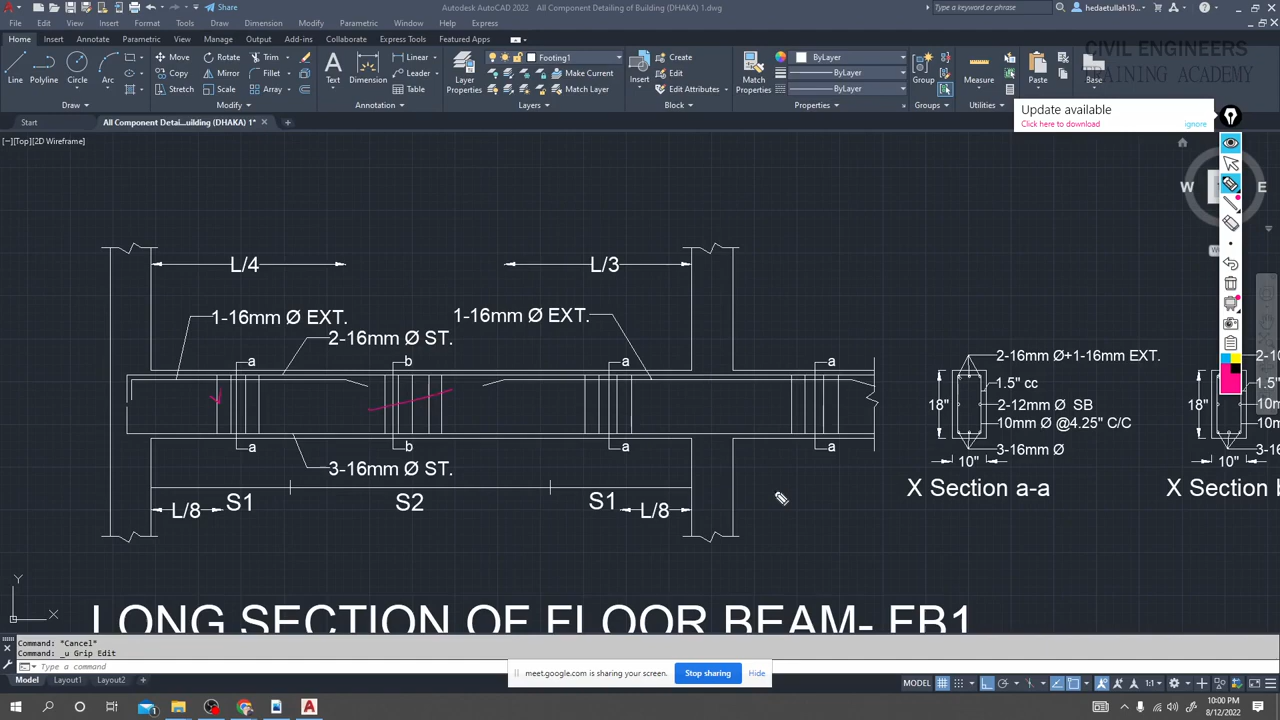 Autodesk AutoCAD 2022 All Component Detailing of Building (DHAKA) 1.dwg
Share
Type a keyword or phrase
hedaetullah19
File Edit View Insert Format Tools Draw Dimension Modify Parametric Window Help Express
Home Insert Annotate Parametric View Manage Output Add-ins Collaborate Express Tools Featured Apps
CIVIL ENGINEERS
TRAINING ACADEMY
Line Polyline Circle Arc
Move Rotate Trim
Copy Mirror Fillet
Stretch Scale Array
Text Dimension
Linear
Leader
Table
Layer Properties
Footing1
Make Current
Match Layer
Insert
Create
Edit
Edit Attributes
Match Properties
ByLayer
ByLayer
ByLayer
Group
Measure
Paste
Base
Draw Modify Annotation Layers Block Properties Groups Utilities
Start
All Component Detai...uilding (DHAKA) 1*
Update available
Click here to download
ignore
[−][Top][2D Wireframe]
W
E
L/4
L/3
1-16mm Ø EXT.
1-16mm Ø EXT.
2-16mm Ø ST.
a
b
a
a
a
b
a
a
3-16mm Ø ST.
S1
S2
S1
L/8
L/8
2-16mm Ø+1-16mm EXT.
1.5" cc
18"
2-12mm Ø SB
10mm Ø @4.25" C/C
3-16mm Ø
10"
X Section a-a
18"
10"
X Section
LONG SECTION OF FLOOR BEAM- FB1
Y
X
Command: *Cancel*
Command: _u Grip Edit
Type a command
meet.google.com is sharing your screen.
Stop sharing
Hide
Model Layout1 Layout2
MODEL
1:1
10:00 PM
8/12/2022